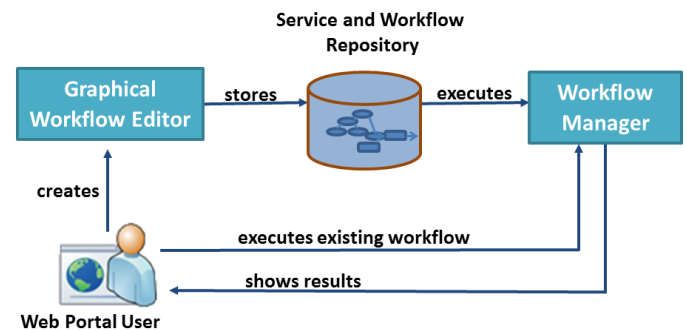 Service and Workflow
Repository
Graphical
Workflow Editor
stores
executes
Workflow
Manager
creates
executes existing workflow
shows results
Web Portal User